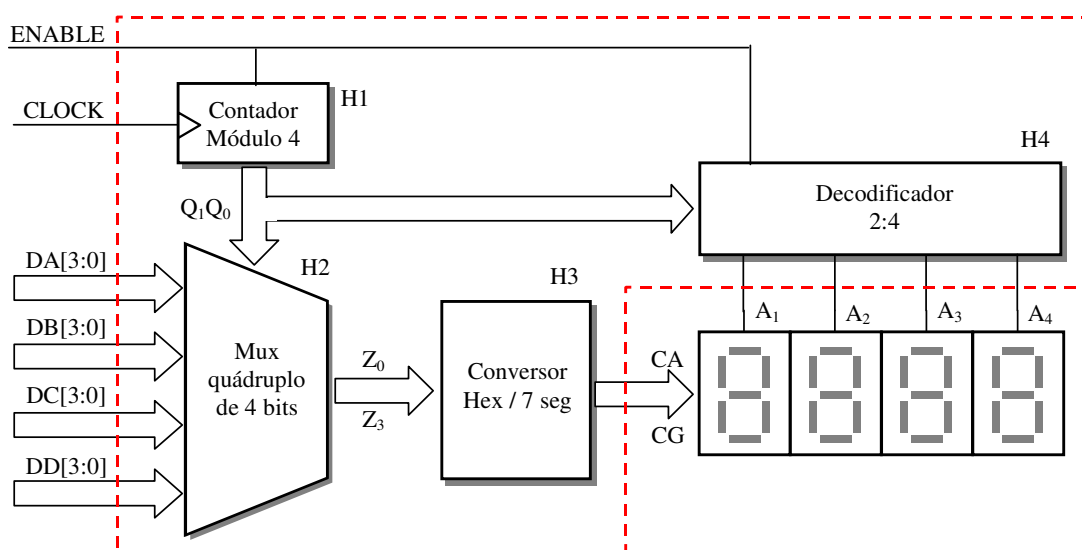 ENABLE
CLOCK
Contador
Módulo 4
H1
H4
Decodificador
2:4
Q1Q0
DA[3:0]
DB[3:0]
DC[3:0]
DD[3:0]
H2
Mux
quádruplo
de 4 bits
Z0
Z3
H3
Conversor
Hex / 7 seg
CA
CG
A1
A2
A3
A4